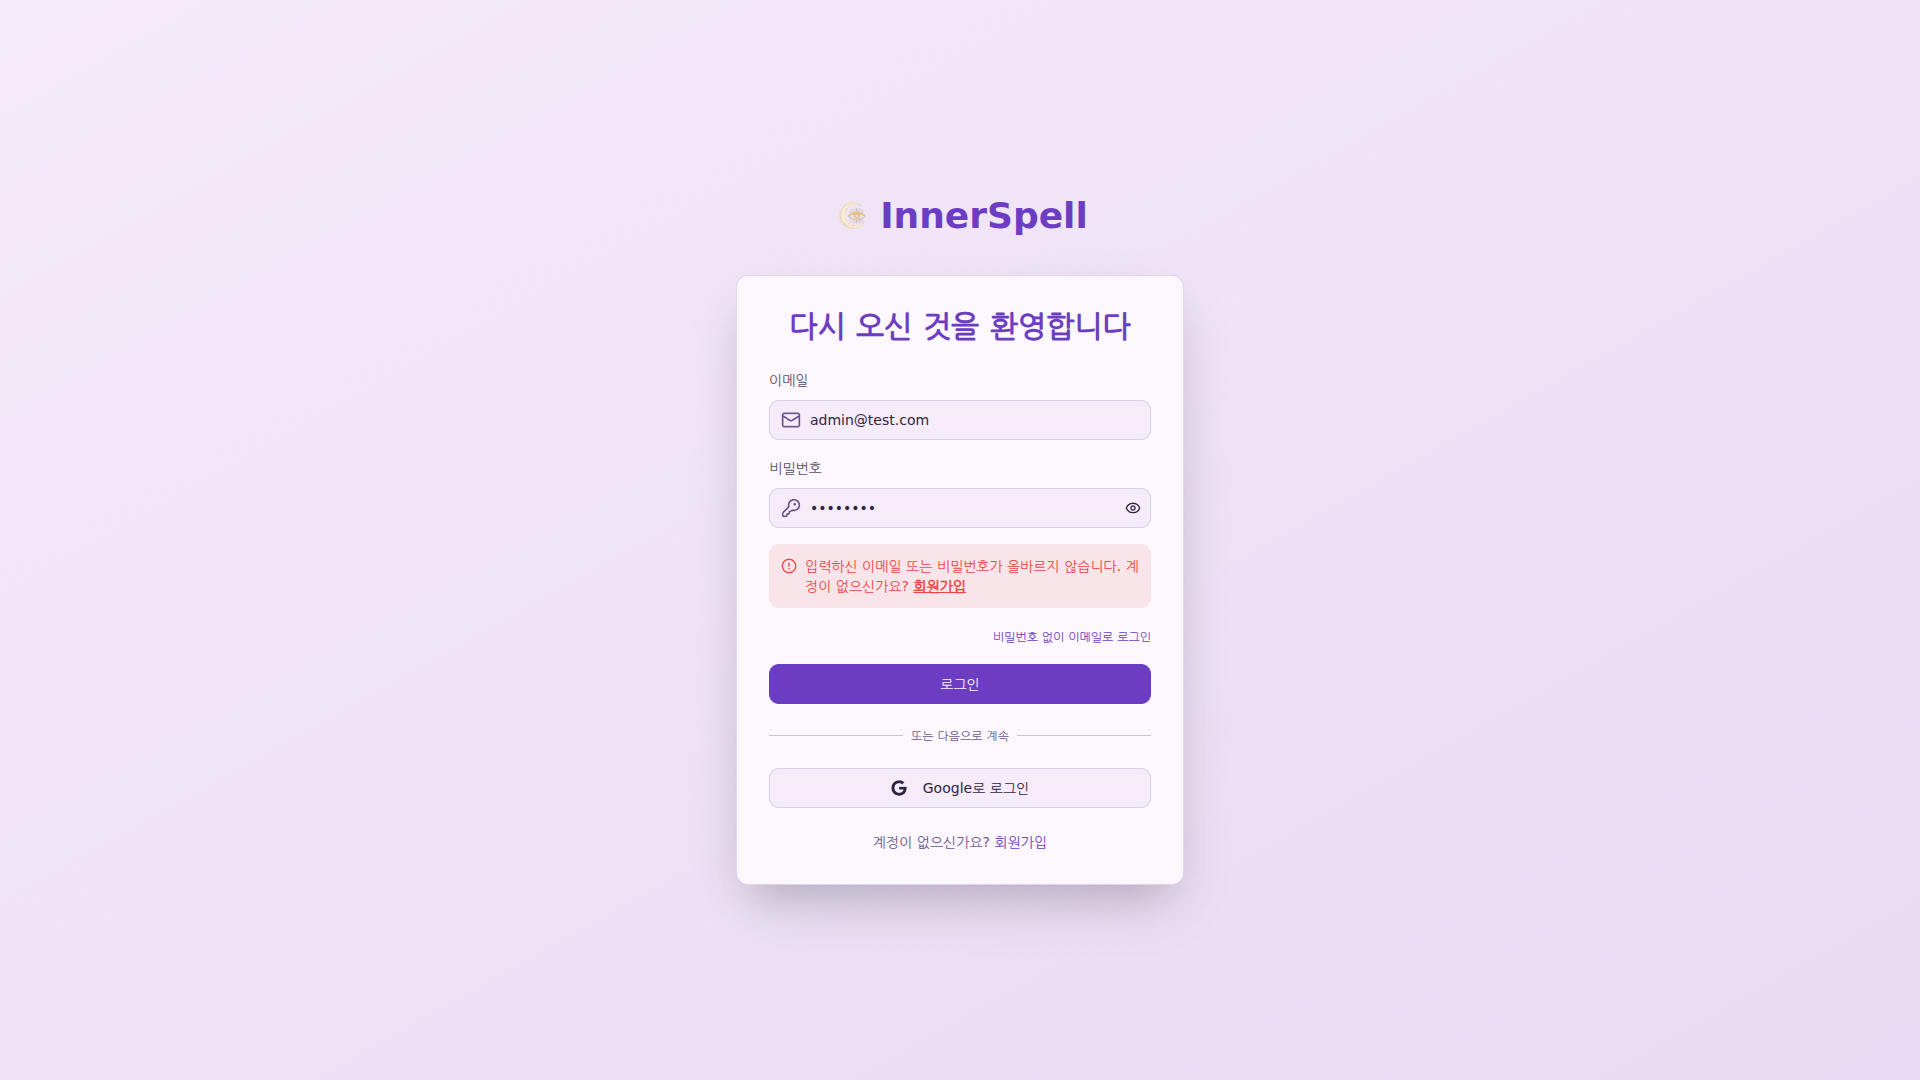 InnerSpell
다시 오신 것을 환영합니다
이메일
admin@test.com
비밀번호
••••••••
입력하신 이메일 또는 비밀번호가 올바르지 않습니다. 계
정이 없으신가요? 회원가입
비밀번호 없이 이메일로 로그인
로그인
또는 다음으로 계속
Google로 로그인
계정이 없으신가요? 회원가입